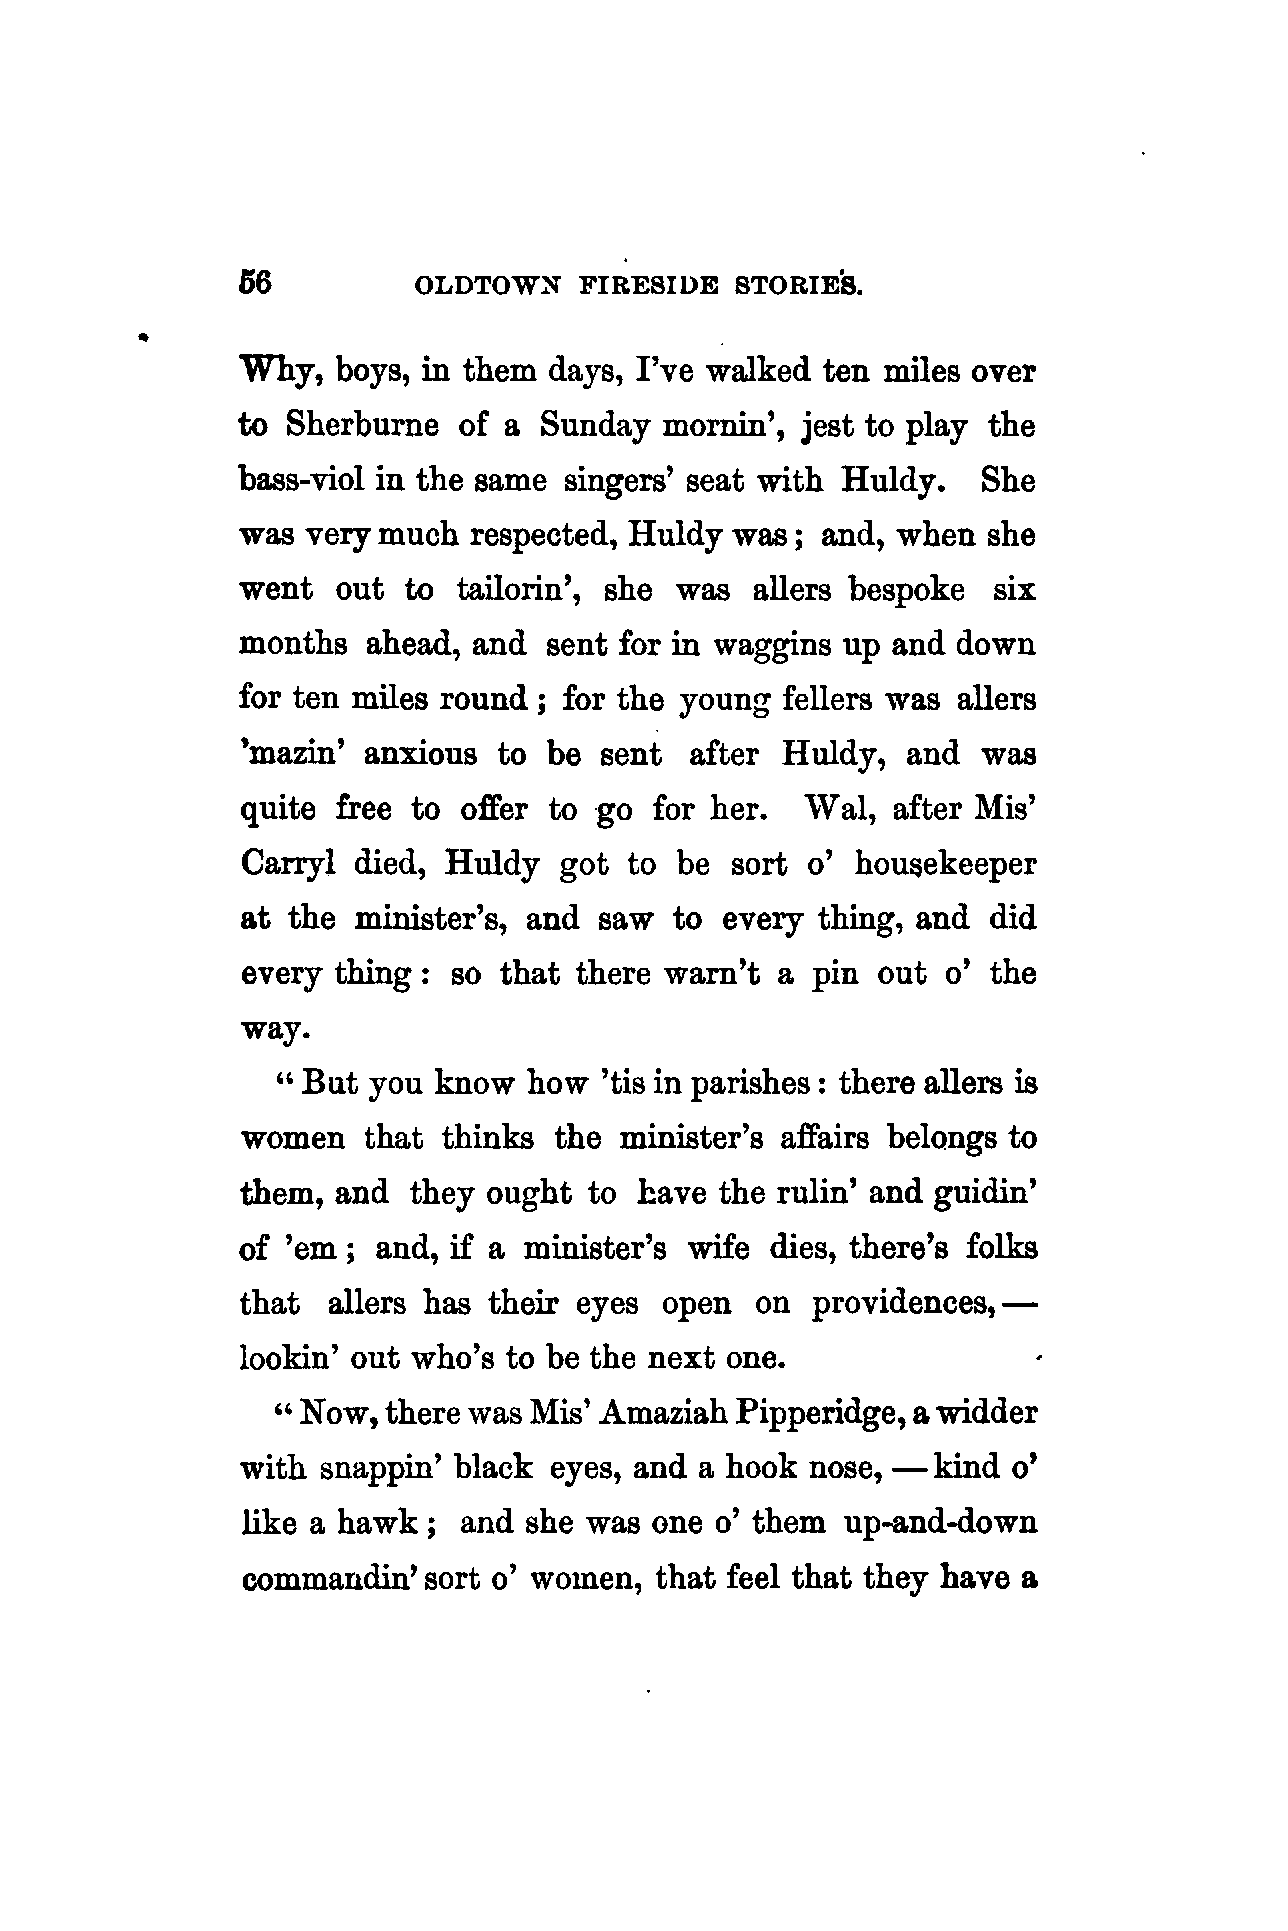 56 OLDTOWN FIRESIDE STORIES.
Why, boys, in them days, I've walked ten miles over
to Sherburne of a Sunday mornin', jest to play the
bass-viol in the same singers' seat with Huldy. She
was very much respected, Huldy was; and, when she
went out to tailorin', she was allers bespoke six
months ahead, and sent for in waggins up and down
for ten miles round; for the young fellers was allers
'mazin' anxious to be sent after Huldy, and was
quite free to offer to go for her. Wal, after Mis'
Carryl died, Huldy got to be sort o' housekeeper
at the minister's, and saw to every thing, and did
every thing: so that there warn't a pin out o' the
way.
"But you know how 'tis in parishes: there allers is
women that thinks the minister's affairs belongs to
them, and they ought to have the rulin' and guidin'
of 'em; and, if a minister's wife dies, there's folks
that allers has their eyes open on providences,—
lookin' out who's to be the next one.
"Now, there was Mis' Amaziah Pipperidge, a widder
with snappin' black eyes, and a hook nose,—kind o'
like a hawk; and she was one o' them up-and-down
commandin' sort o' women, that feel that they have a